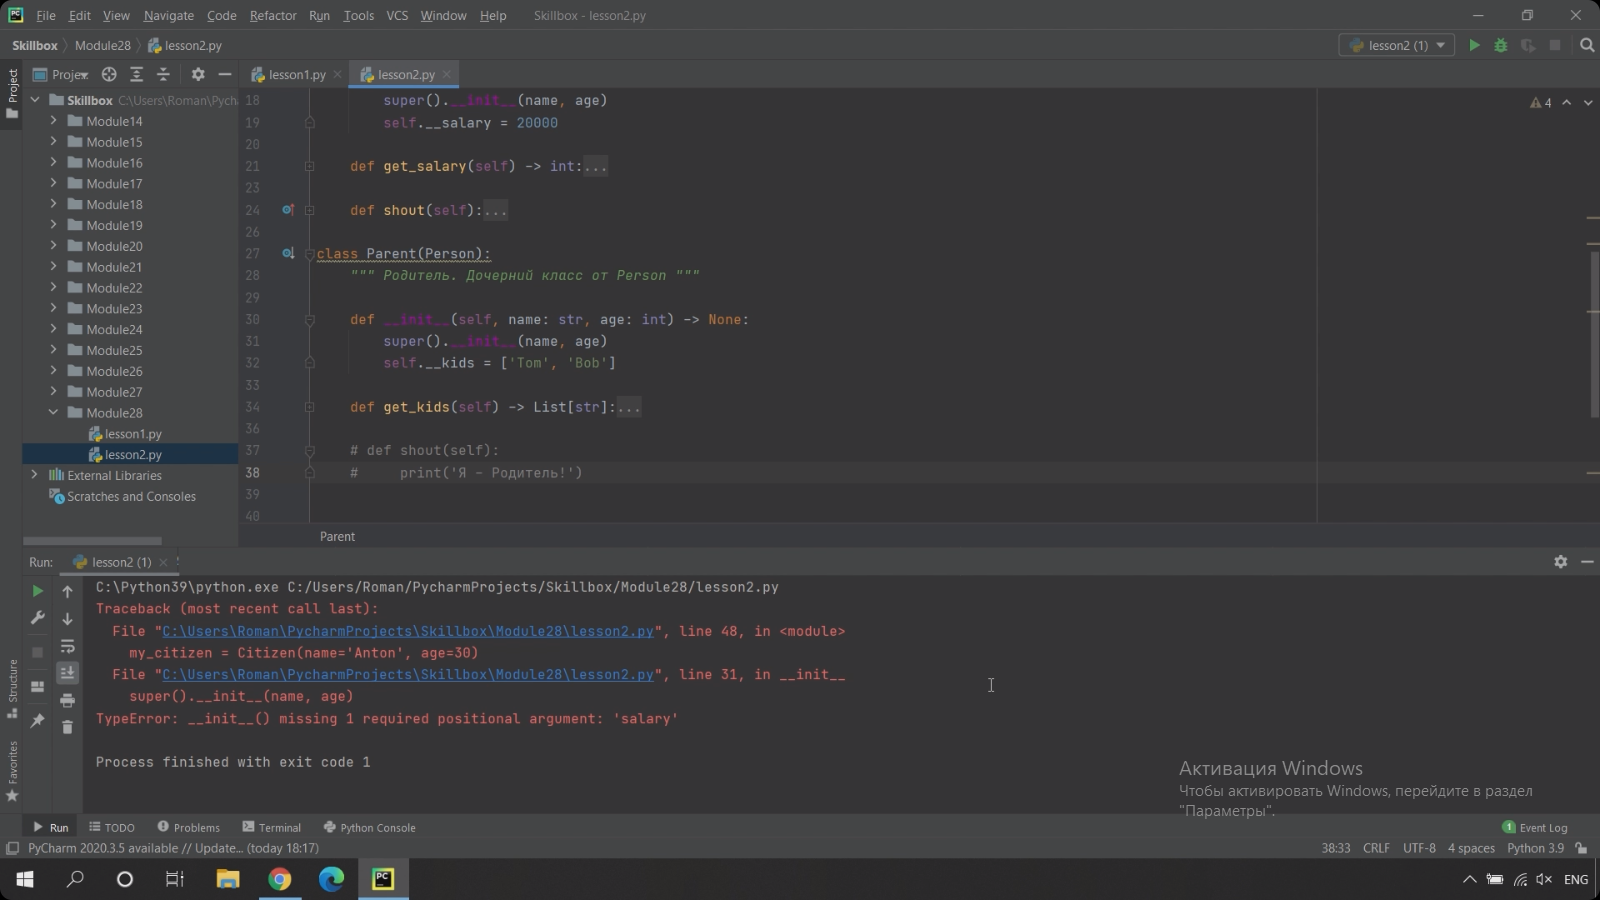 File Edit View Navigate Code Refactor Run Tools VCS Window Help Skillbox - lesson2.py
Skillbox Module28 lesson2.py lesson2 (1)
Project
lesson1.py lesson2.py
Skillbox C:\Users\Roman\Pycha
Module14
Module15
Module16
Module17
Module18
Module19
Module20
Module21
Module22
Module23
Module24
Module25
Module26
Module27
Module28
lesson1.py
lesson2.py
External Libraries
Scratches and Consoles
4
18 super().__init__(name, age)
19 self.__salary = 20000
20
21 def get_salary(self) -> int:...
23
24 def shout(self):...
26
27 class Parent(Person):
28 """ Родитель. Дочерний класс от Person """
29
30 def __init__(self, name: str, age: int) -> None:
31 super().__init__(name, age)
32 self.__kids = ['Tom', 'Bob']
33
34 def get_kids(self) -> List[str]:...
36
37 # def shout(self):
38 # print('Я - Родитель!')
39
40
Parent
Run: lesson2 (1)
C:\Python39\python.exe C:/Users/Roman/PycharmProjects/Skillbox/Module28/lesson2.py
Traceback (most recent call last):
File "C:\Users\Roman\PycharmProjects\Skillbox\Module28\lesson2.py", line 48, in <module>
my_citizen = Citizen(name='Anton', age=30)
File "C:\Users\Roman\PycharmProjects\Skillbox\Module28\lesson2.py", line 31, in __init__
super().__init__(name, age)
TypeError: __init__() missing 1 required positional argument: 'salary'
Process finished with exit code 1
Structure
Favorites
Активация Windows
Чтобы активировать Windows, перейдите в раздел
"Параметры".
Run TODO Problems Terminal Python Console 1 Event Log
PyCharm 2020.3.5 available // Update... (today 18:17) 38:33 CRLF UTF-8 4 spaces Python 3.9
PC ENG